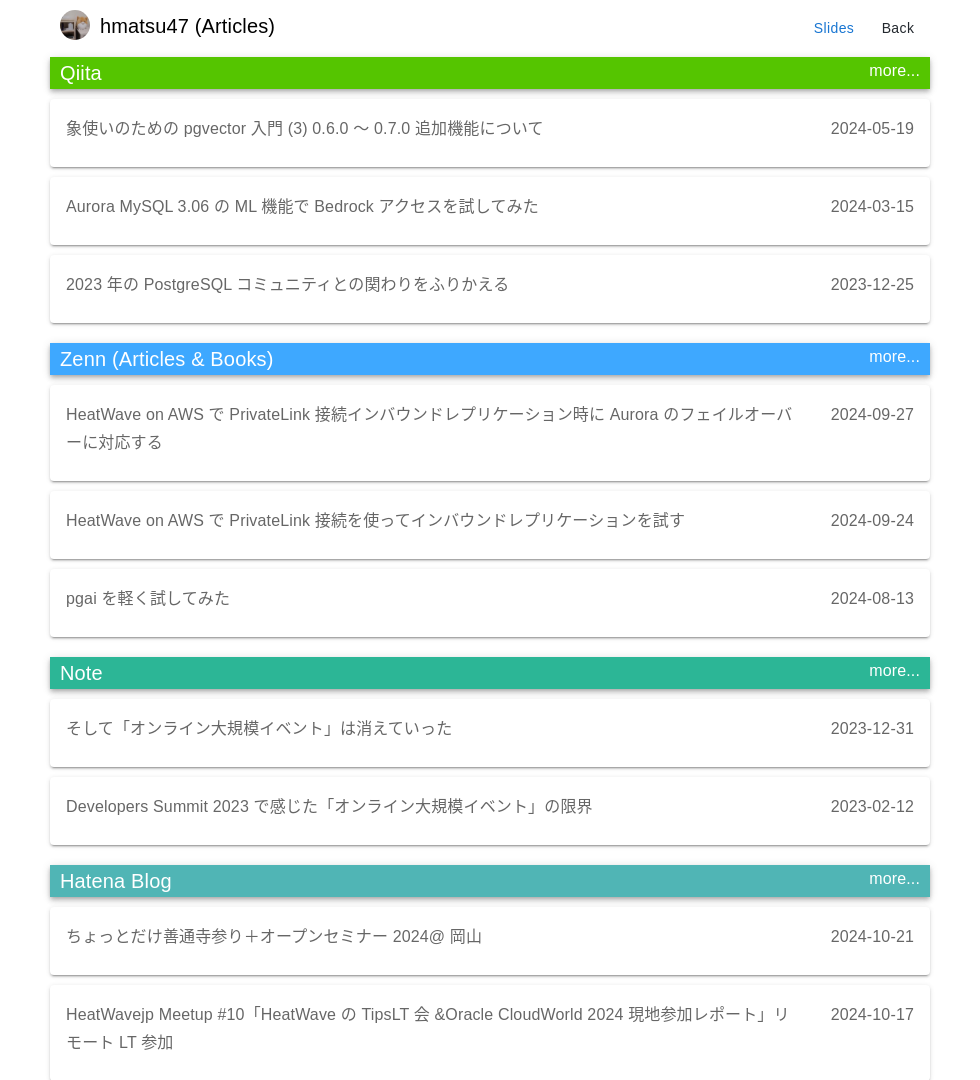 hmatsu47 (Articles)
Slides
Back
Qiita
more...
象使いのための pgvector 入門 (3) 0.6.0 〜 0.7.0 追加機能について
2024-05-19
Aurora MySQL 3.06 の ML 機能で Bedrock アクセスを試してみた
2024-03-15
2023 年の PostgreSQL コミュニティとの関わりをふりかえる
2023-12-25
Zenn (Articles & Books)
more...
HeatWave on AWS で PrivateLink 接続インバウンドレプリケーション時に Aurora のフェイルオーバ
2024-09-27
ーに対応する
HeatWave on AWS で PrivateLink 接続を使ってインバウンドレプリケーションを試す
2024-09-24
pgai を軽く試してみた
2024-08-13
Note
more...
そして「オンライン大規模イベント」は消えていった
2023-12-31
Developers Summit 2023 で感じた「オンライン大規模イベント」の限界
2023-02-12
Hatena Blog
more...
ちょっとだけ善通寺参り＋オープンセミナー 2024@ 岡山
2024-10-21
HeatWavejp Meetup #10「HeatWave の TipsLT 会 &Oracle CloudWorld 2024 現地参加レポート」リ
2024-10-17
モート LT 参加